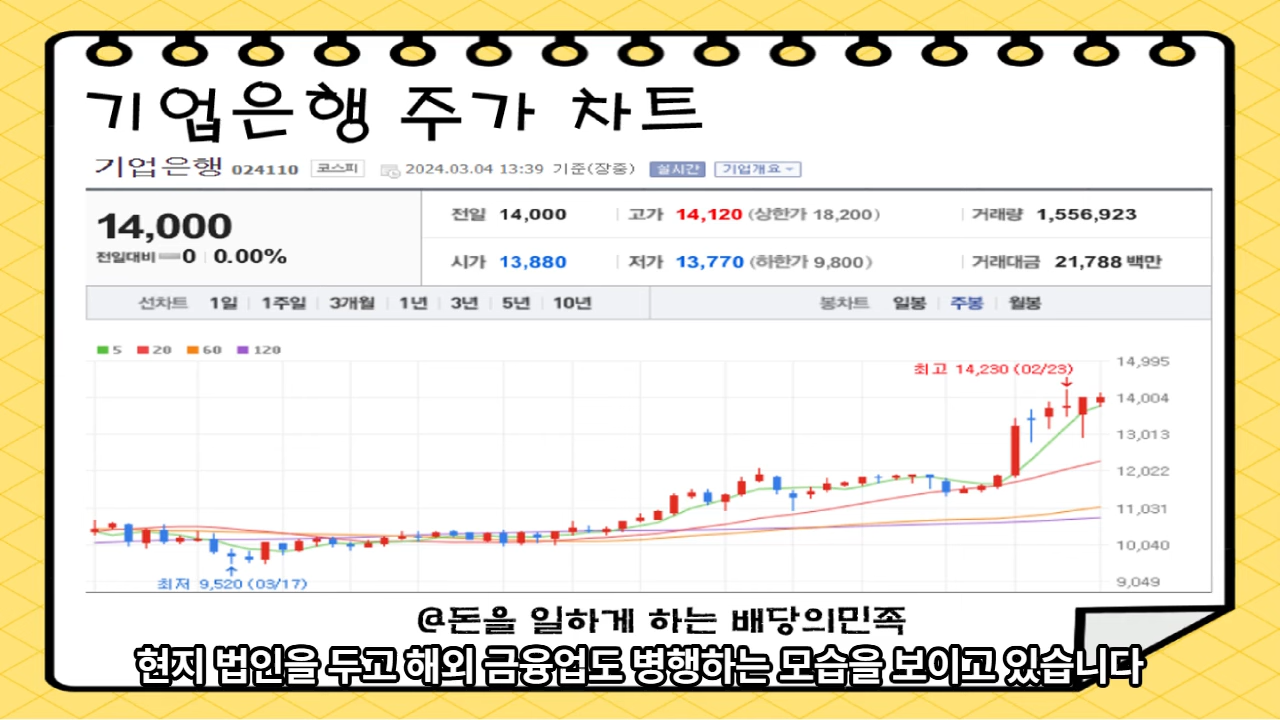 기업은행 주가 차트
기업은행 024110 코스피 2024.03.04 13:39 기준(장중) 실시간 기업개요
14,000
전일대비 0 0.00%
전일 14,000 고가 14,120 (상한가 18,200) 거래량 1,556,923
시가 13,880 저가 13,770 (하한가 9,800) 거래대금 21,788 백만
선차트 1일 1주일 3개월 1년 3년 5년 10년 봉차트 일봉 주봉 월봉
5 20 60 120
최고 14,230 (02/23)
14,995
14,004
13,013
12,022
11,031
10,040
9,049
최저 9,520 (03/17)
@돈을 일하게 하는 배당의민족
현지 법인을 두고 해외 금융업도 병행하는 모습을 보이고 있습니다